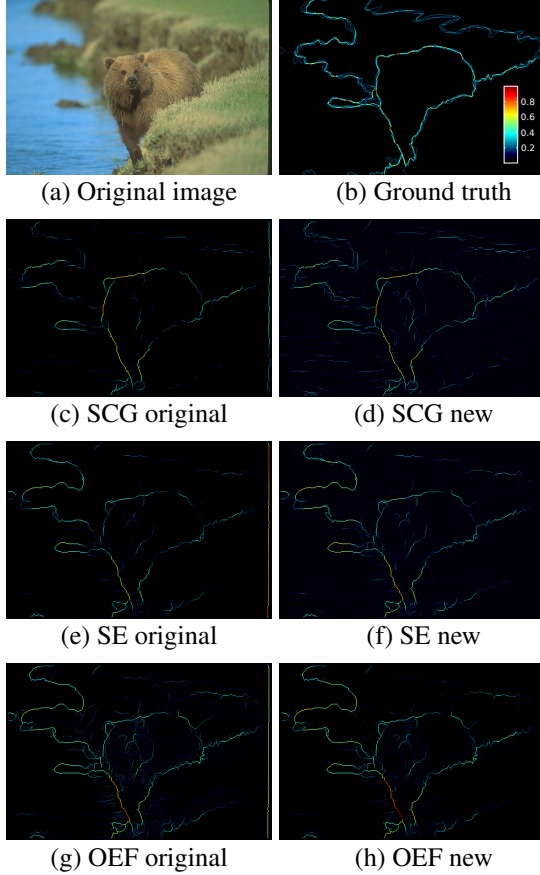 0.8
0.6
0.4
0.2
(a) Original image
(b) Ground truth
(c) SCG original
(d) SCG new
(e) SE original
(f) SE new
(g) OEF original
(h) OEF new